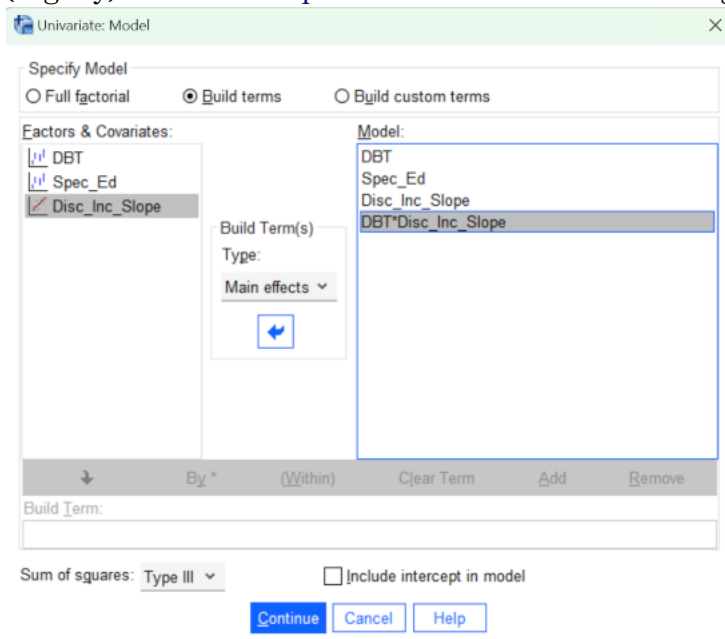 Univariate: Model
Specify Model
Full factorial Build terms Build custom terms
Factors & Covariates:
DBT
Spec_Ed
Disc_Inc_Slope
Build Term(s)
Type:
Main effects
Model:
DBT
Spec_Ed
Disc_Inc_Slope
DBT*Disc_Inc_Slope
By * (Within) Clear Term Add Remove
Build Term:
Sum of squares: Type III Include intercept in model
Continue Cancel Help